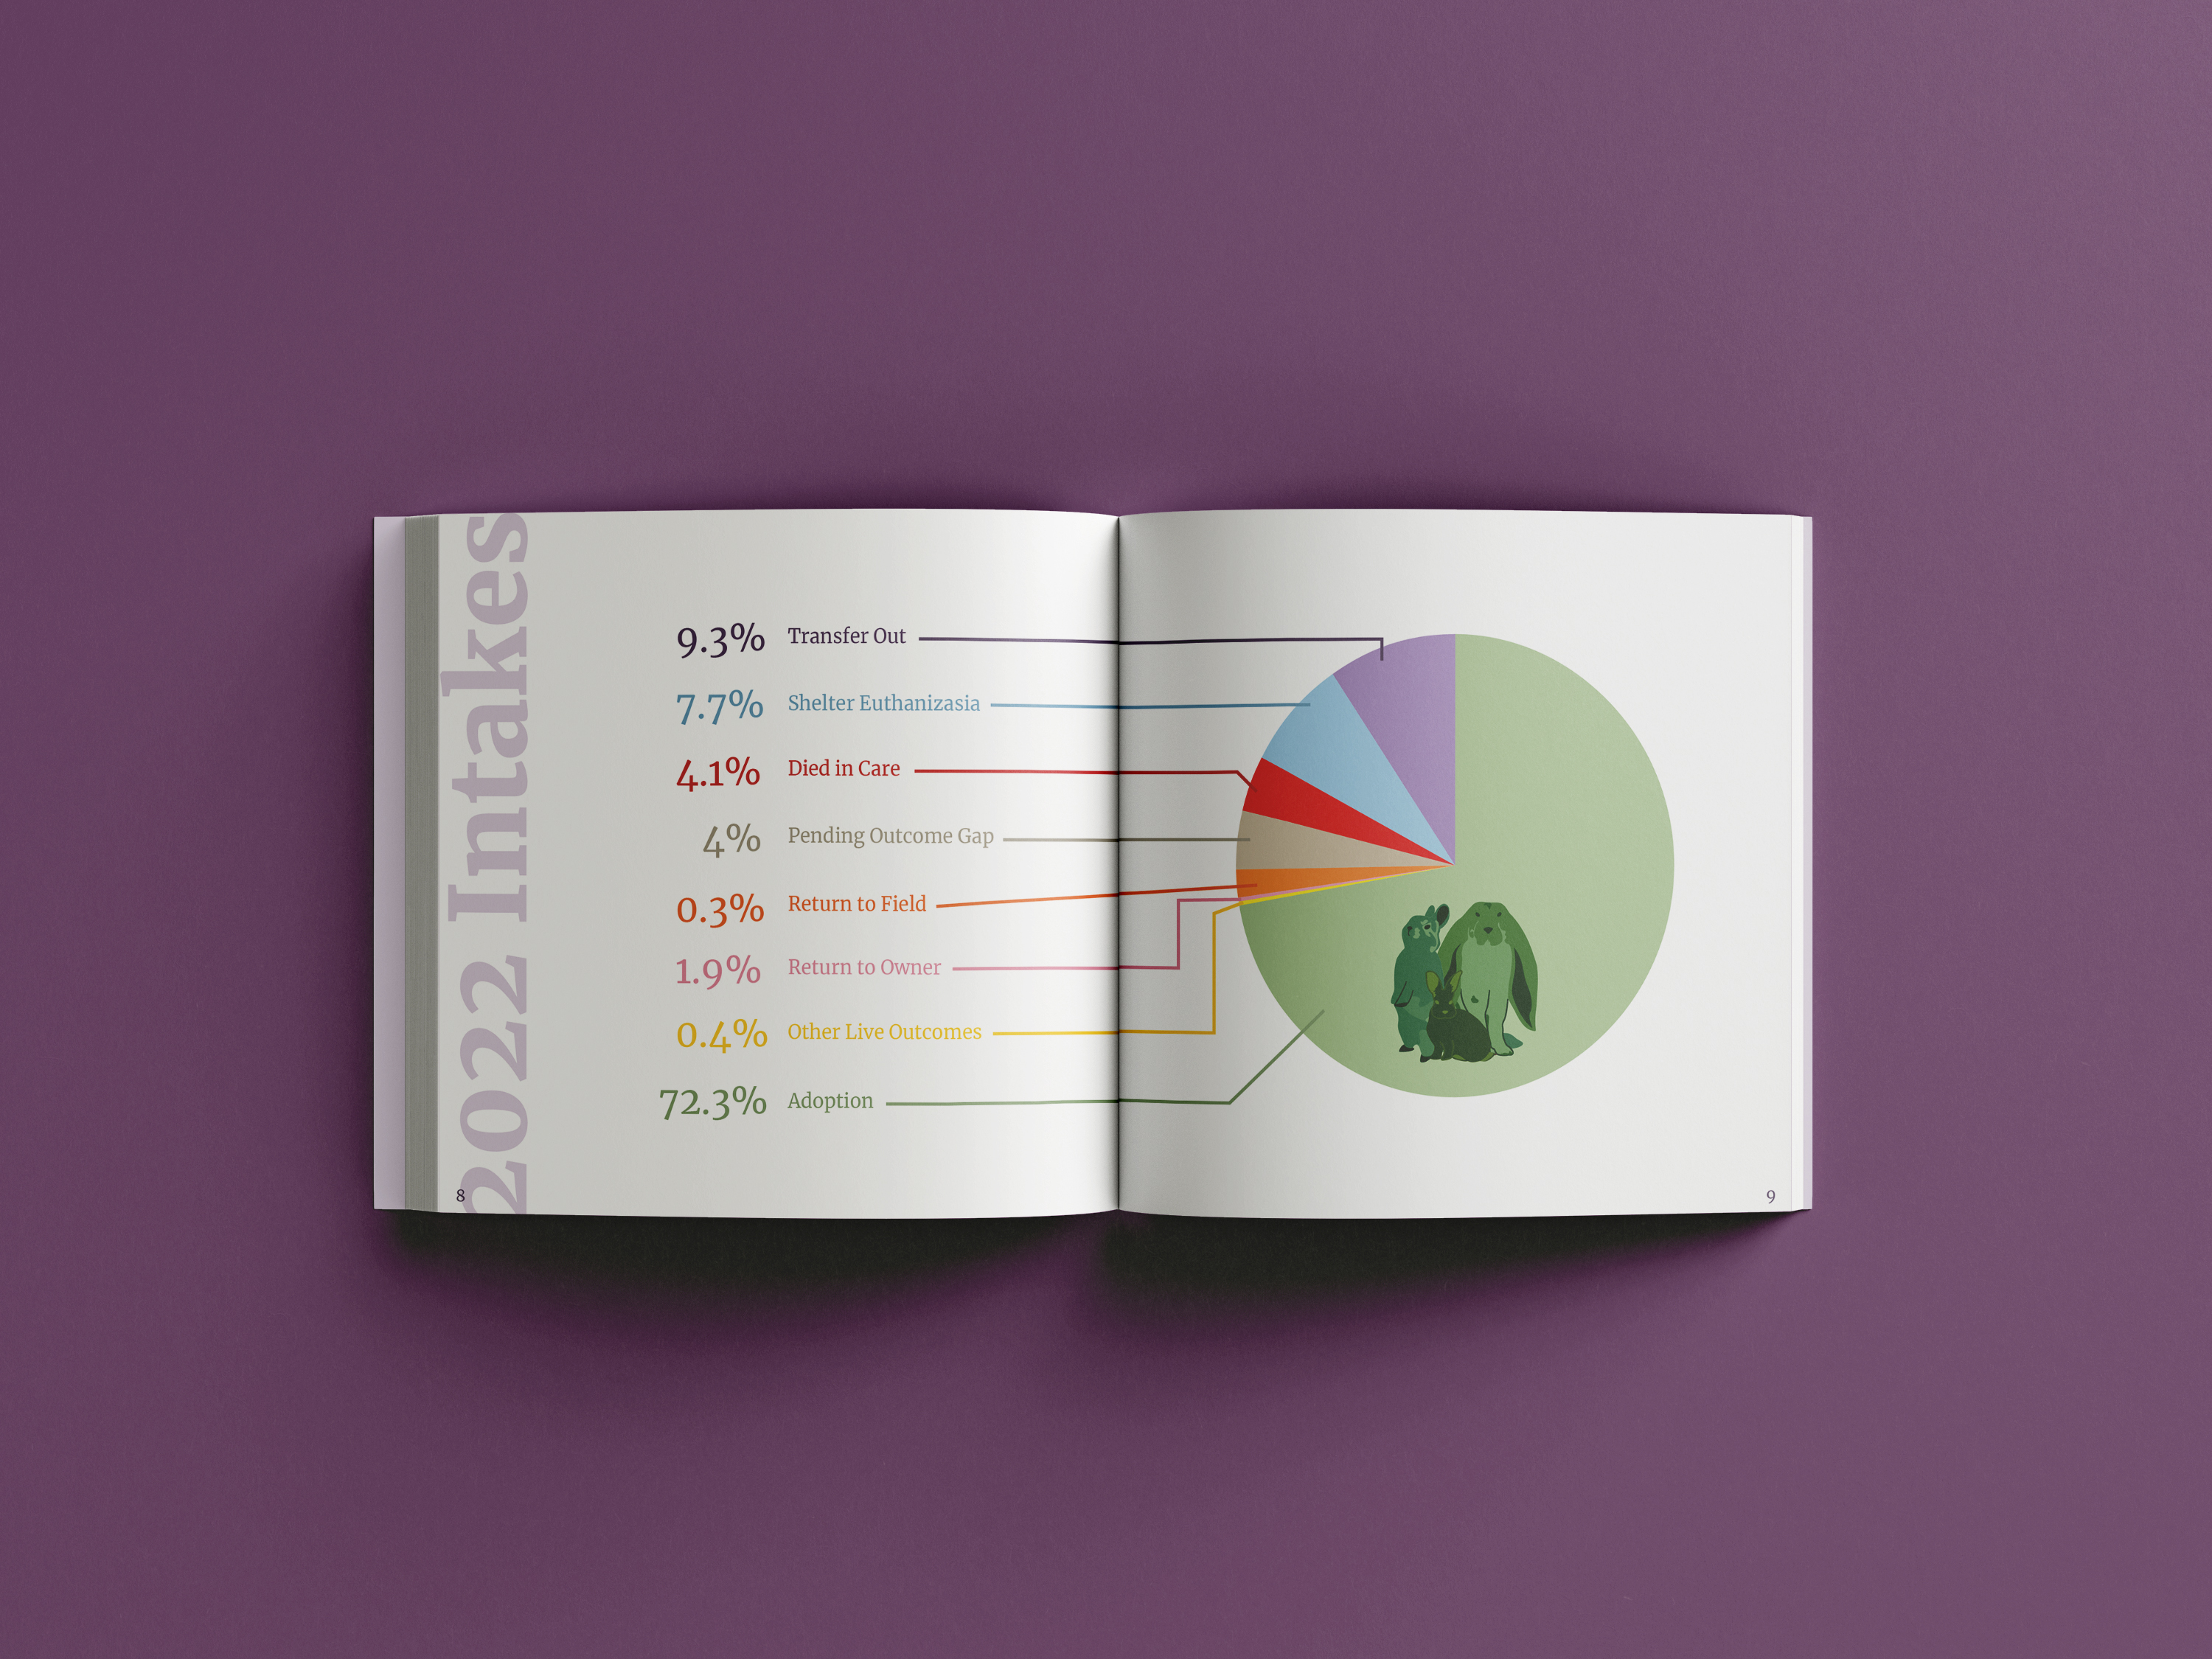 2022 Intakes
9.3% Transfer Out
7.7% Shelter Euthanizasia
4.1% Died in Care
4% Pending Outcome Gap
0.3% Return to Field
1.9% Return to Owner
0.4% Other Live Outcomes
72.3% Adoption
8
9